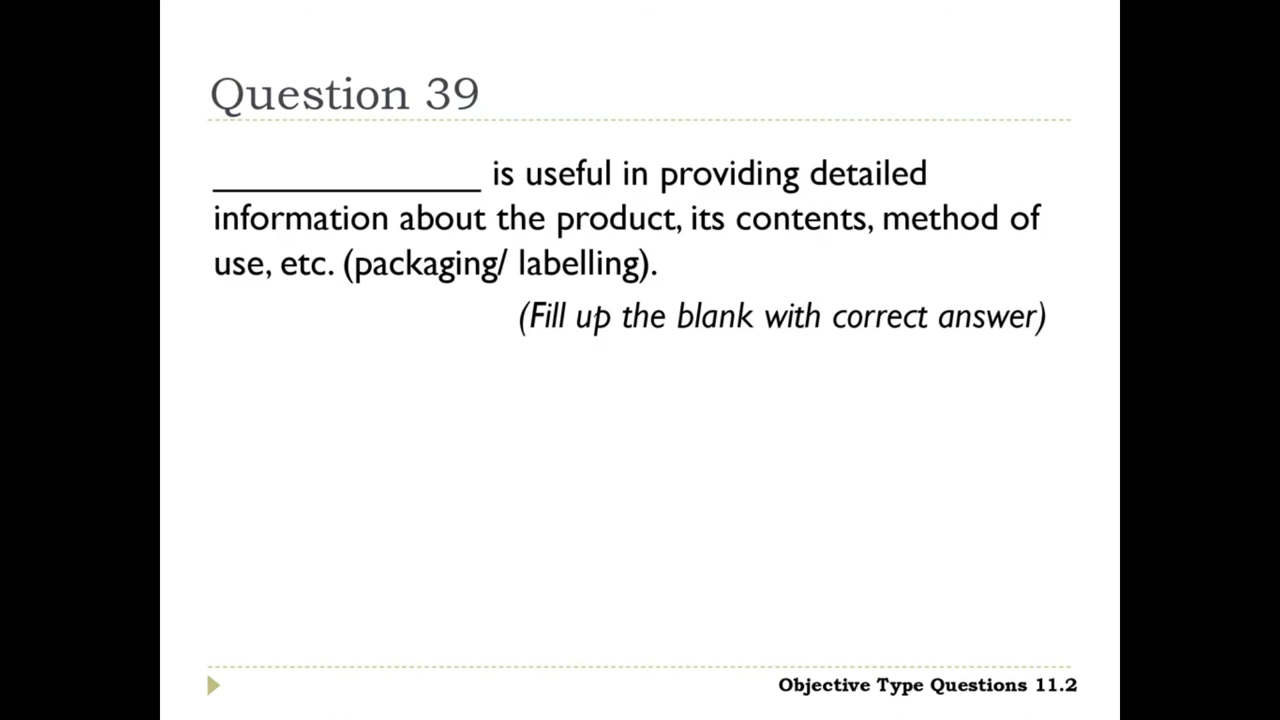 Question 39
_______________ is useful in providing detailed
information about the product, its contents, method of
use, etc. (packaging/ labelling).
(Fill up the blank with correct answer)
Objective Type Questions 11.2